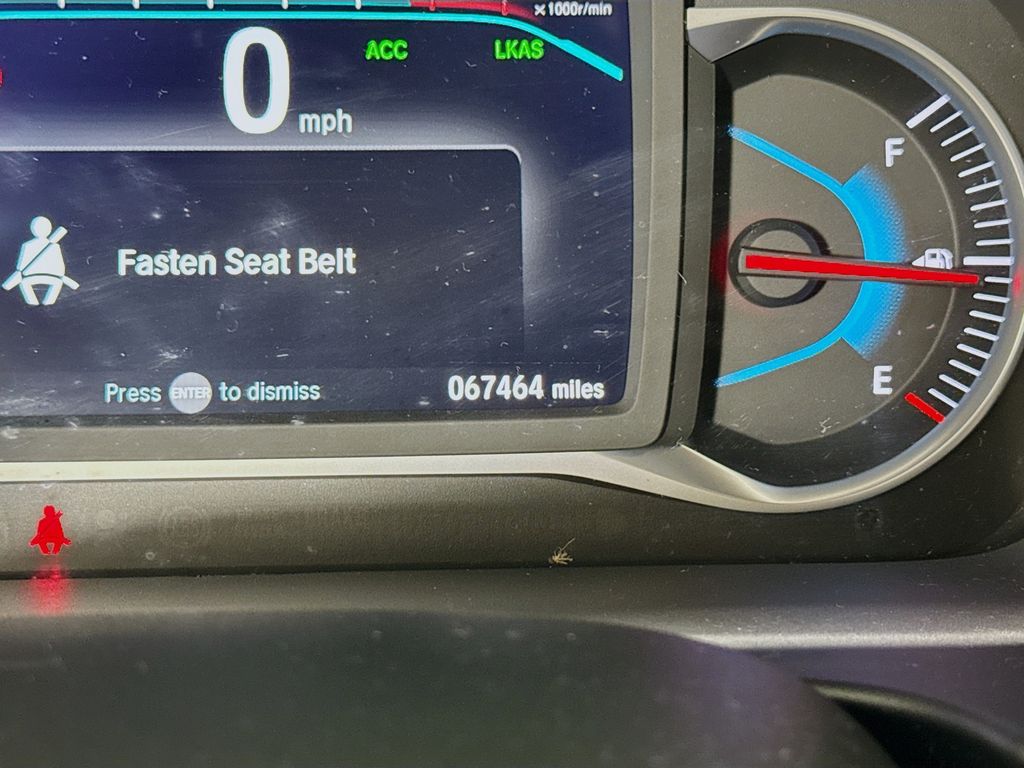 ×1000r/min
ACC LKAS
0 mph
F
Fasten Seat Belt
Press ENTER to dismiss
067464 miles
E